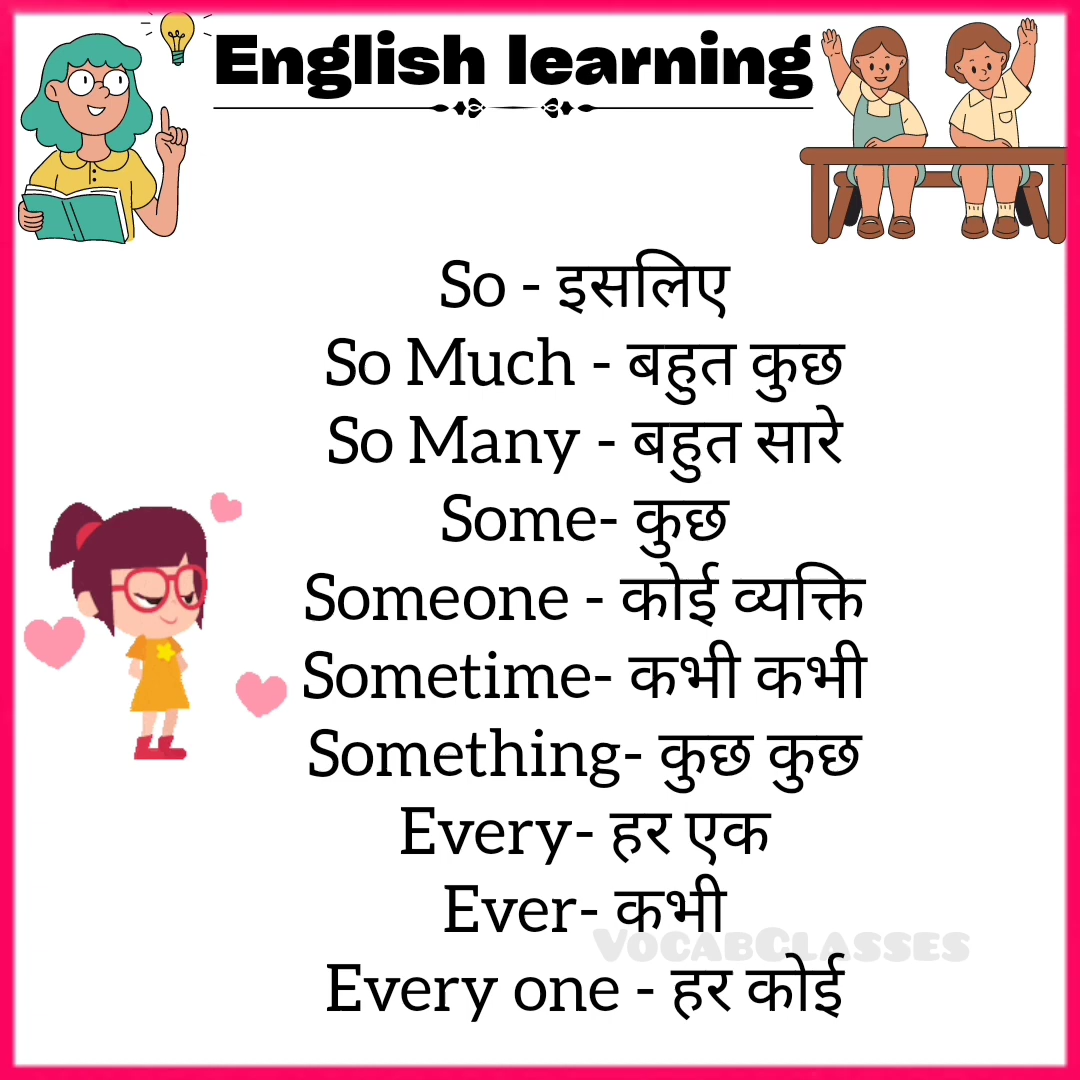 English learning
So - इसलिए
So Much - बहुत कुछ
So Many - बहुत सारे
Some- कुछ
Someone - कोई व्यक्ति
Sometime- कभी कभी
Something- कुछ कुछ
Every- हर एक
Ever- कभी
VocabClasses
Every one - हर कोई